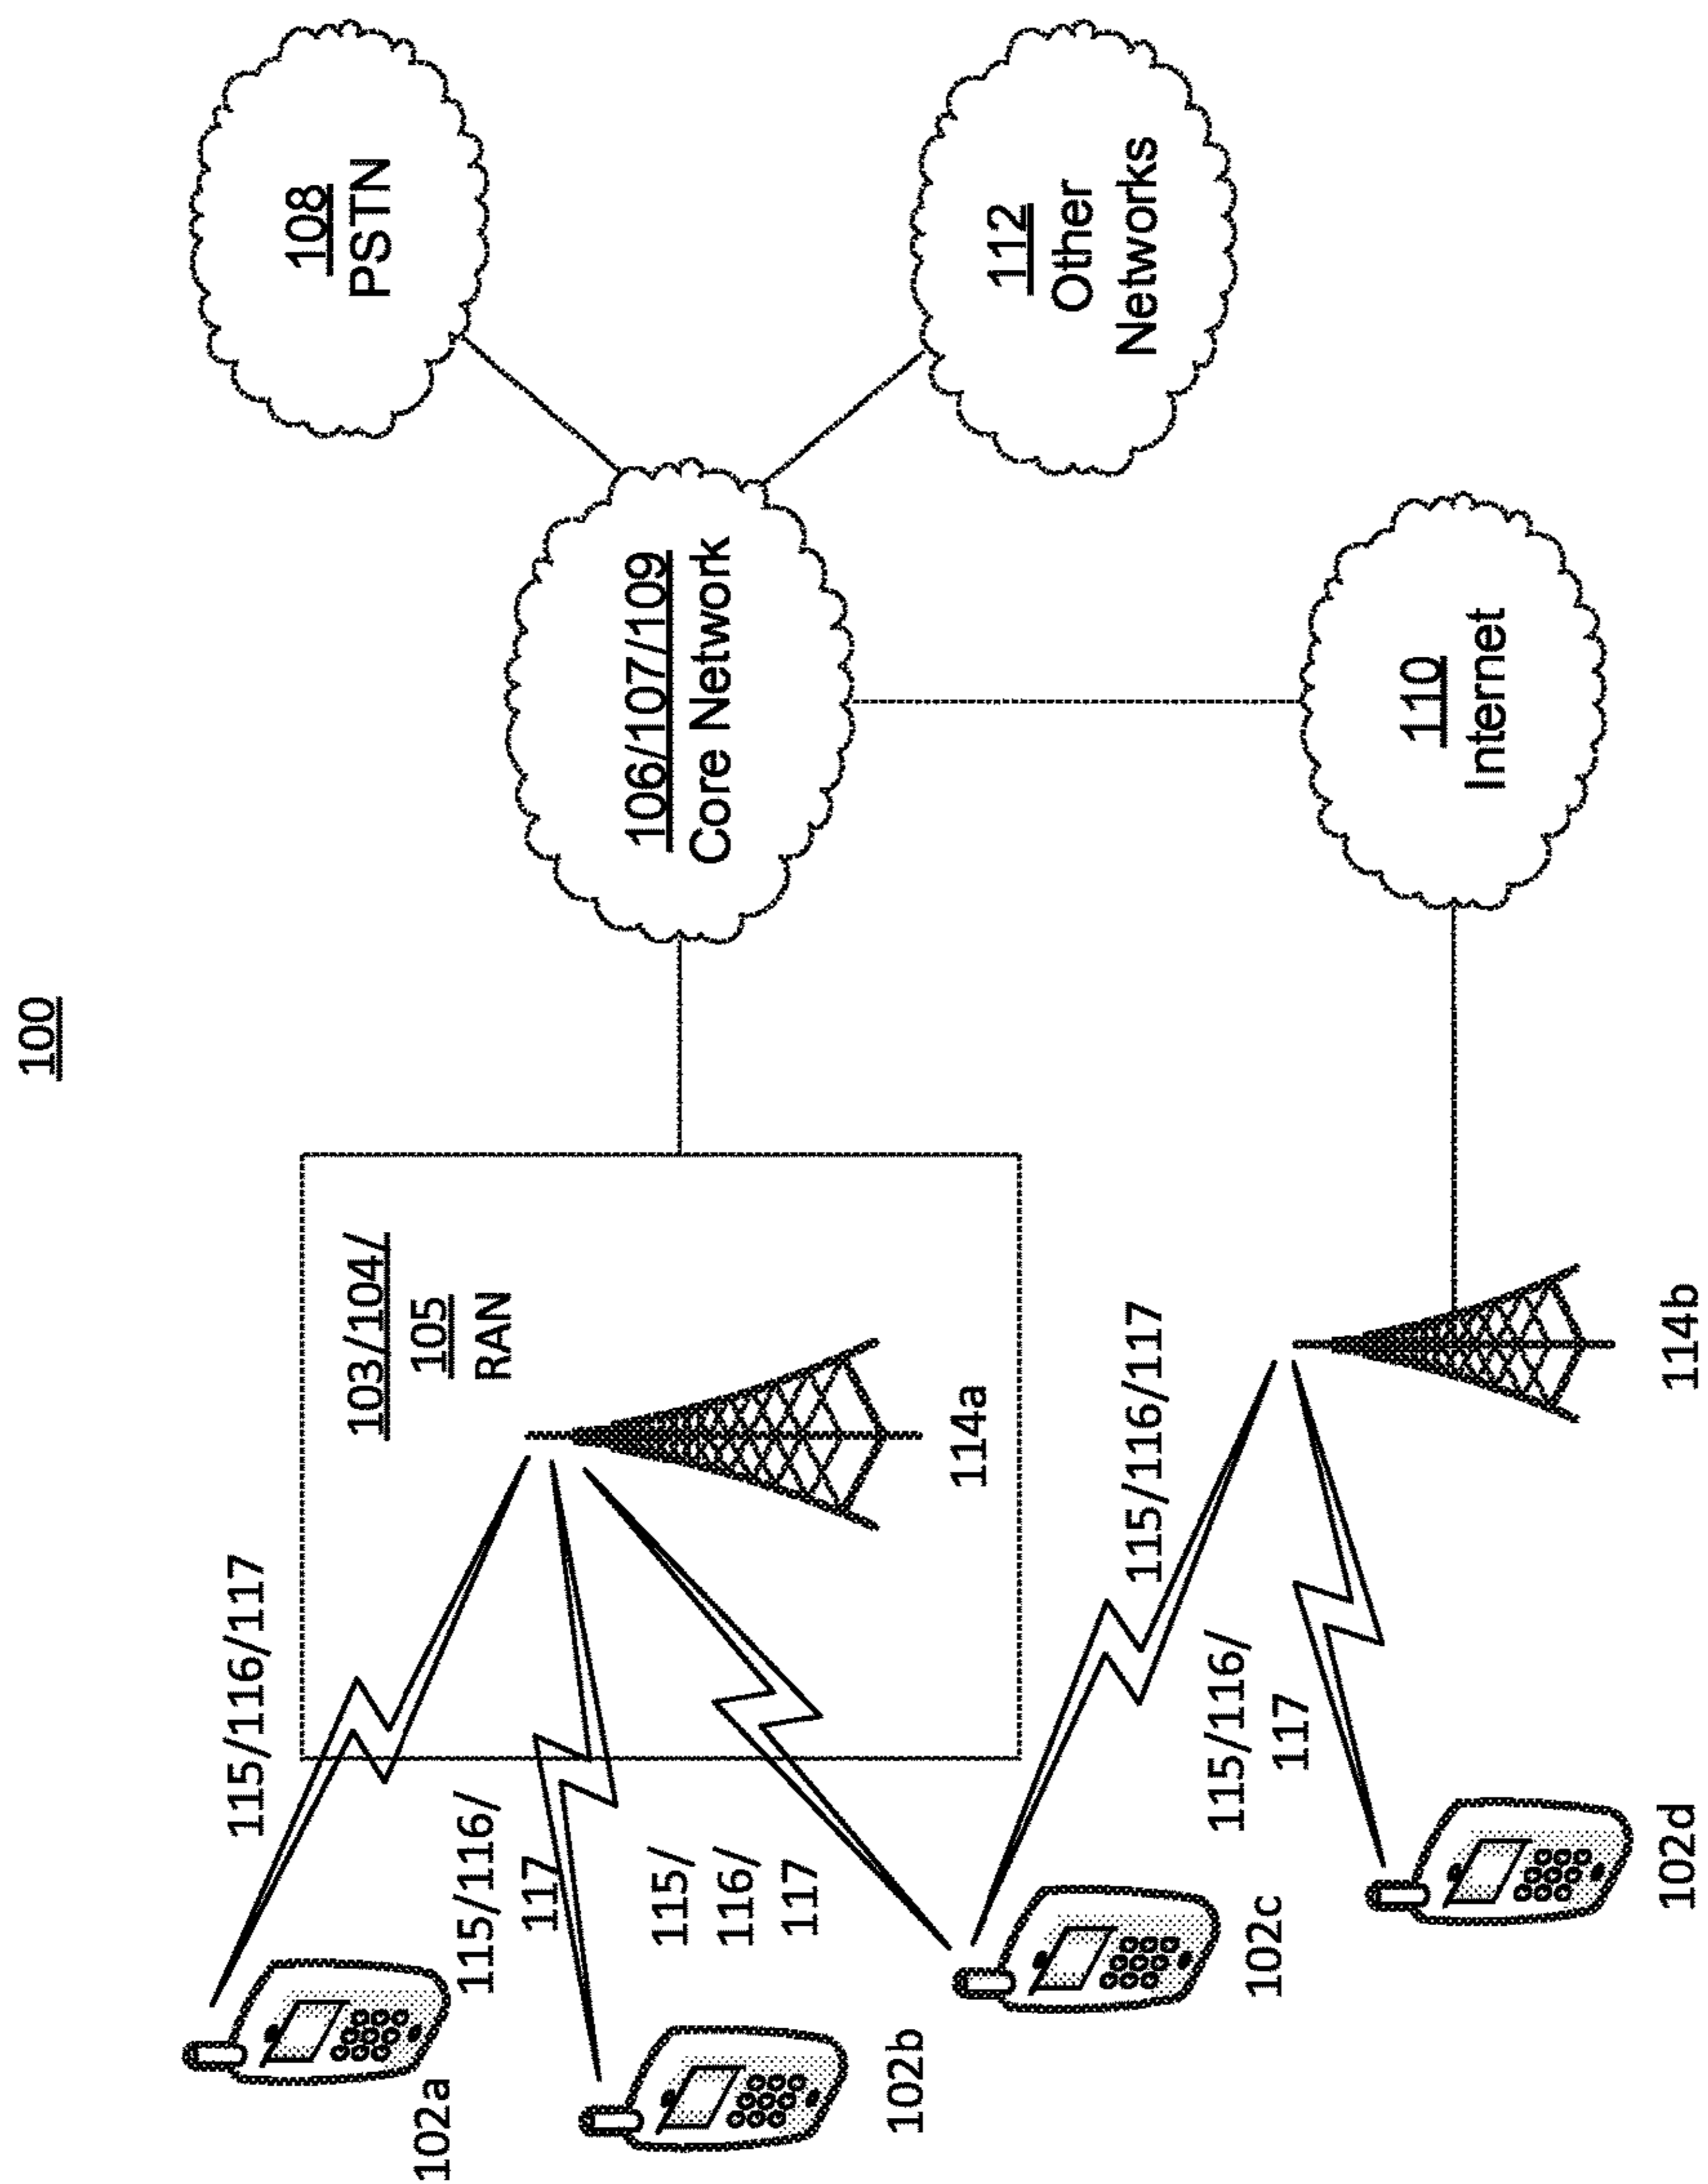 100
102a
115/116/117
103/104/
105
RAN
106/107/109
Core Network
108
PSTN
115/116/
117
102b
115/
116/
117
114a
112
Other
Networks
102c
115/116/117
115/116/
117
110
Internet
102d
114b